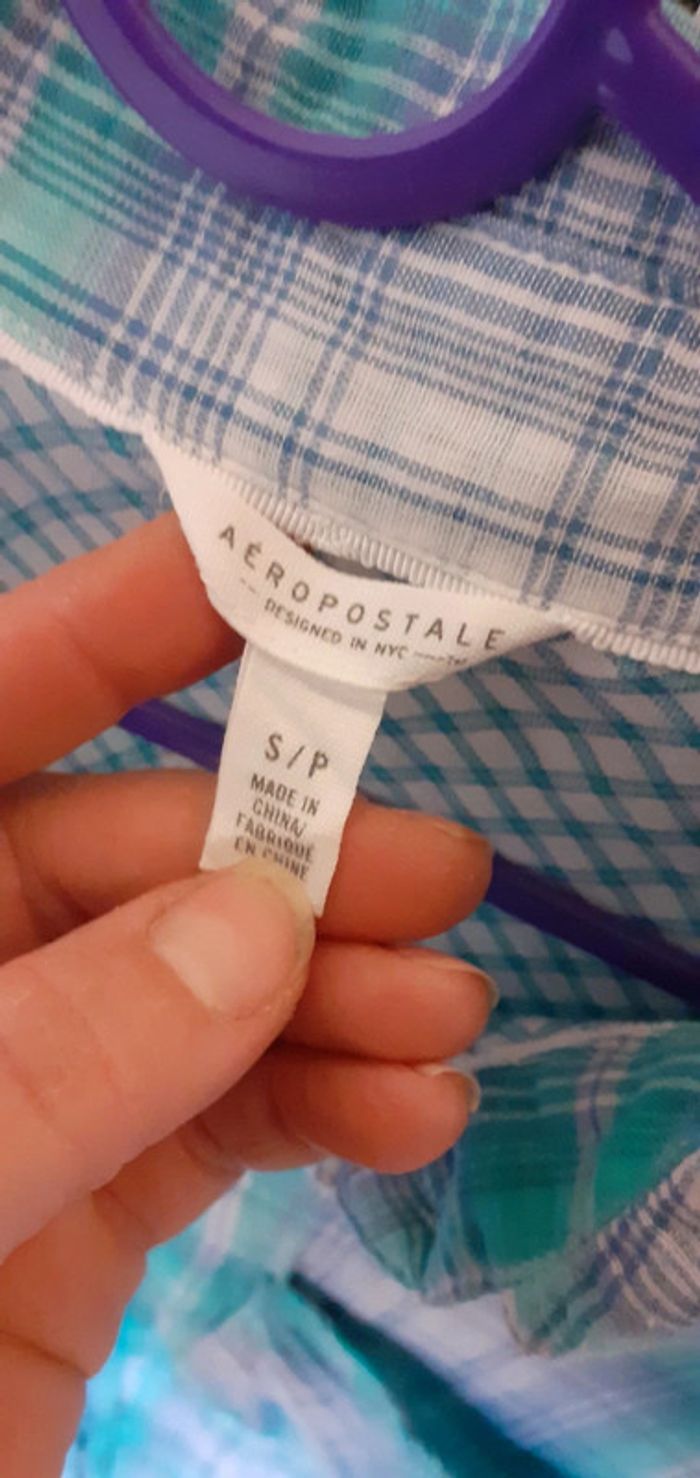 AÉROPOSTALE
DESIGNED IN NYC
S/P
MADE IN
CHINA/
FABRIQUÉ
EN CHINE